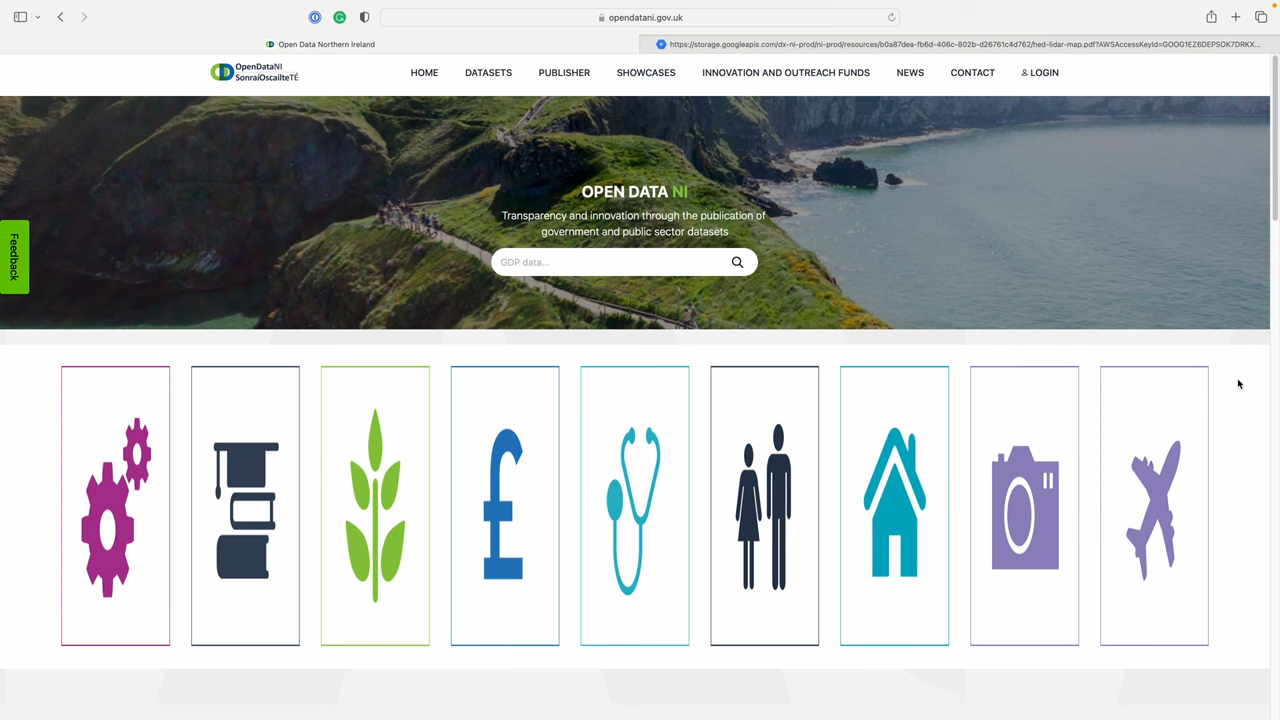 opendatani.gov.uk
Open Data Northern Ireland
https://storage.googleapis.com/dx-ni-prod/ni-prod/resources/b0a87dea-fb6d-406c-802b-d26761c4d762/hed-lidar-map.pdf?AWSAccessKeyId=GOOG1EZ6DEPSOK7DRKX...
OpenDataNI
SonraíOscailteTÉ
HOME
DATASETS
PUBLISHER
SHOWCASES
INNOVATION AND OUTREACH FUNDS
NEWS
CONTACT
LOGIN
OPEN DATA NI
Transparency and innovation through the publication of
government and public sector datasets
GDP data...
Feedback